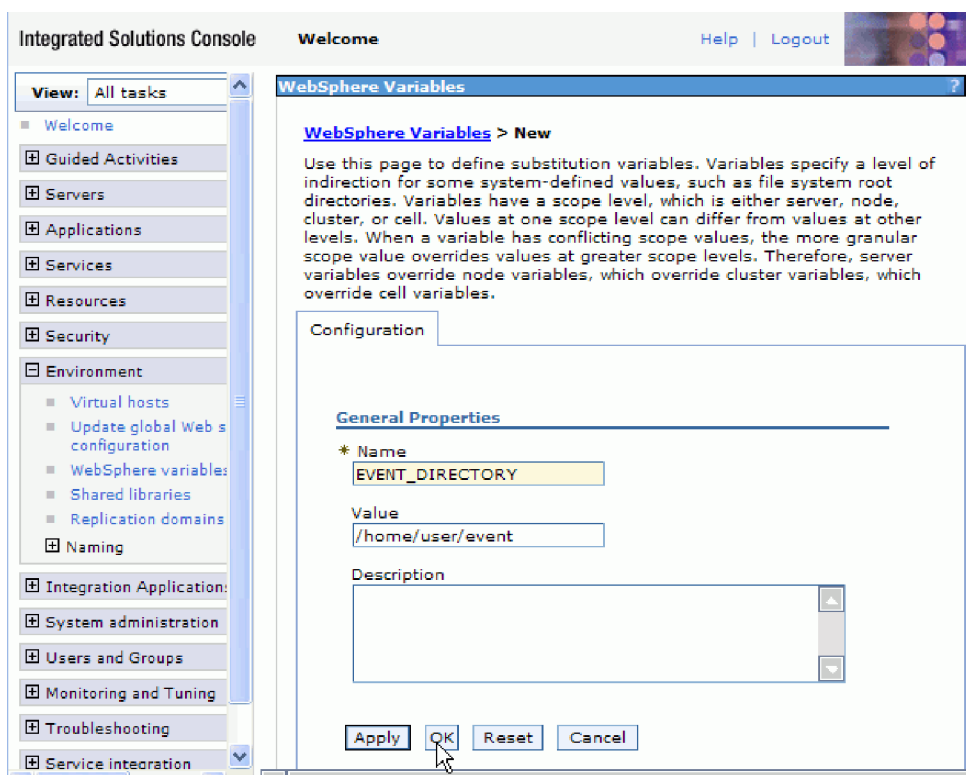 Integrated Solutions Console
Welcome
Help | Logout
View: All tasks
Welcome
Guided Activities
Servers
Applications
Services
Resources
Security
Environment
Virtual hosts
Update global Web s
configuration
WebSphere variables
Shared libraries
Replication domains
Naming
Integration Applications
System administration
Users and Groups
Monitoring and Tuning
Troubleshooting
Service integration
WebSphere Variables
?
WebSphere Variables > New
Use this page to define substitution variables. Variables specify a level of
indirection for some system-defined values, such as file system root
directories. Variables have a scope level, which is either server, node,
cluster, or cell. Values at one scope level can differ from values at other
levels. When a variable has conflicting scope values, the more granular
scope value overrides values at greater scope levels. Therefore, server
variables override node variables, which override cluster variables, which
override cell variables.
Configuration
General Properties
* Name
EVENT_DIRECTORY
Value
/home/user/event
Description
Apply OK Reset Cancel